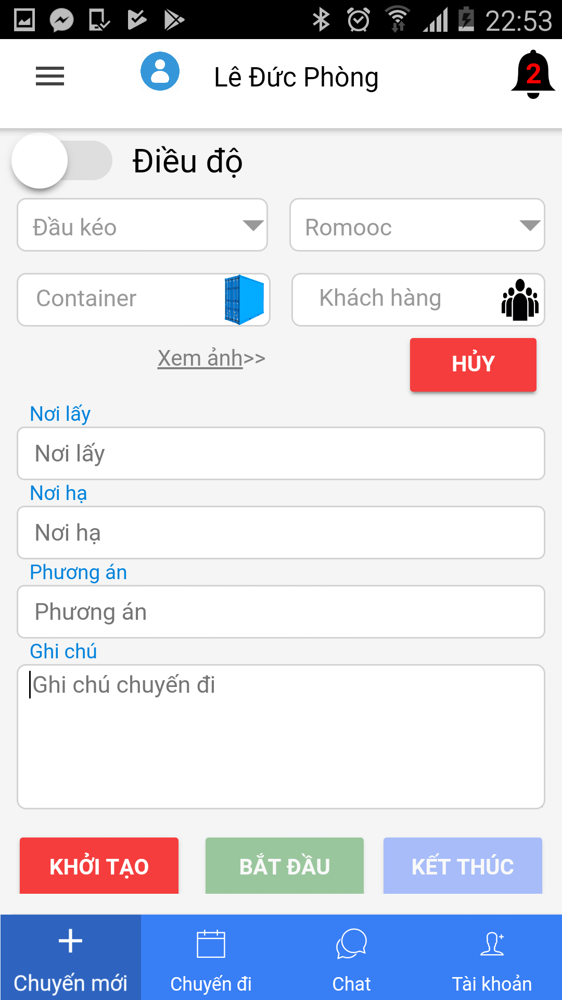 22:53
Lê Đức Phòng
2
Điều độ
Đầu kéo
Romooc
Container
Khách hàng
Xem ảnh>>
HỦY
Nơi lấy
Nơi lấy
Nơi hạ
Nơi hạ
Phương án
Phương án
Ghi chú
Ghi chú chuyến đi
KHỞI TẠO
BẮT ĐẦU
KẾT THÚC
Chuyến mới
Chuyến đi
Chat
Tài khoản